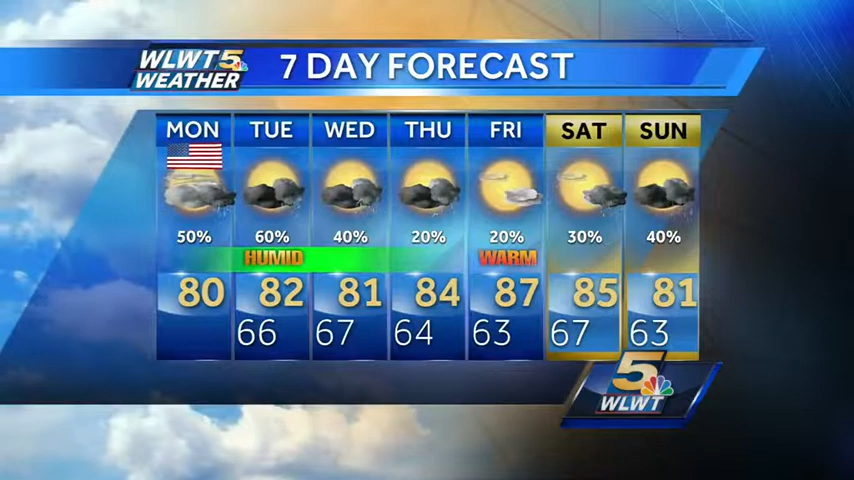 WLWT 5
WEATHER
7 DAY FORECAST
MON TUE WED THU FRI SAT SUN
50% 60% 40% 20% 20% 30% 40%
HUMID WARM
80 82 81 84 87 85 81
66 67 64 63 67 63
5
WLWT